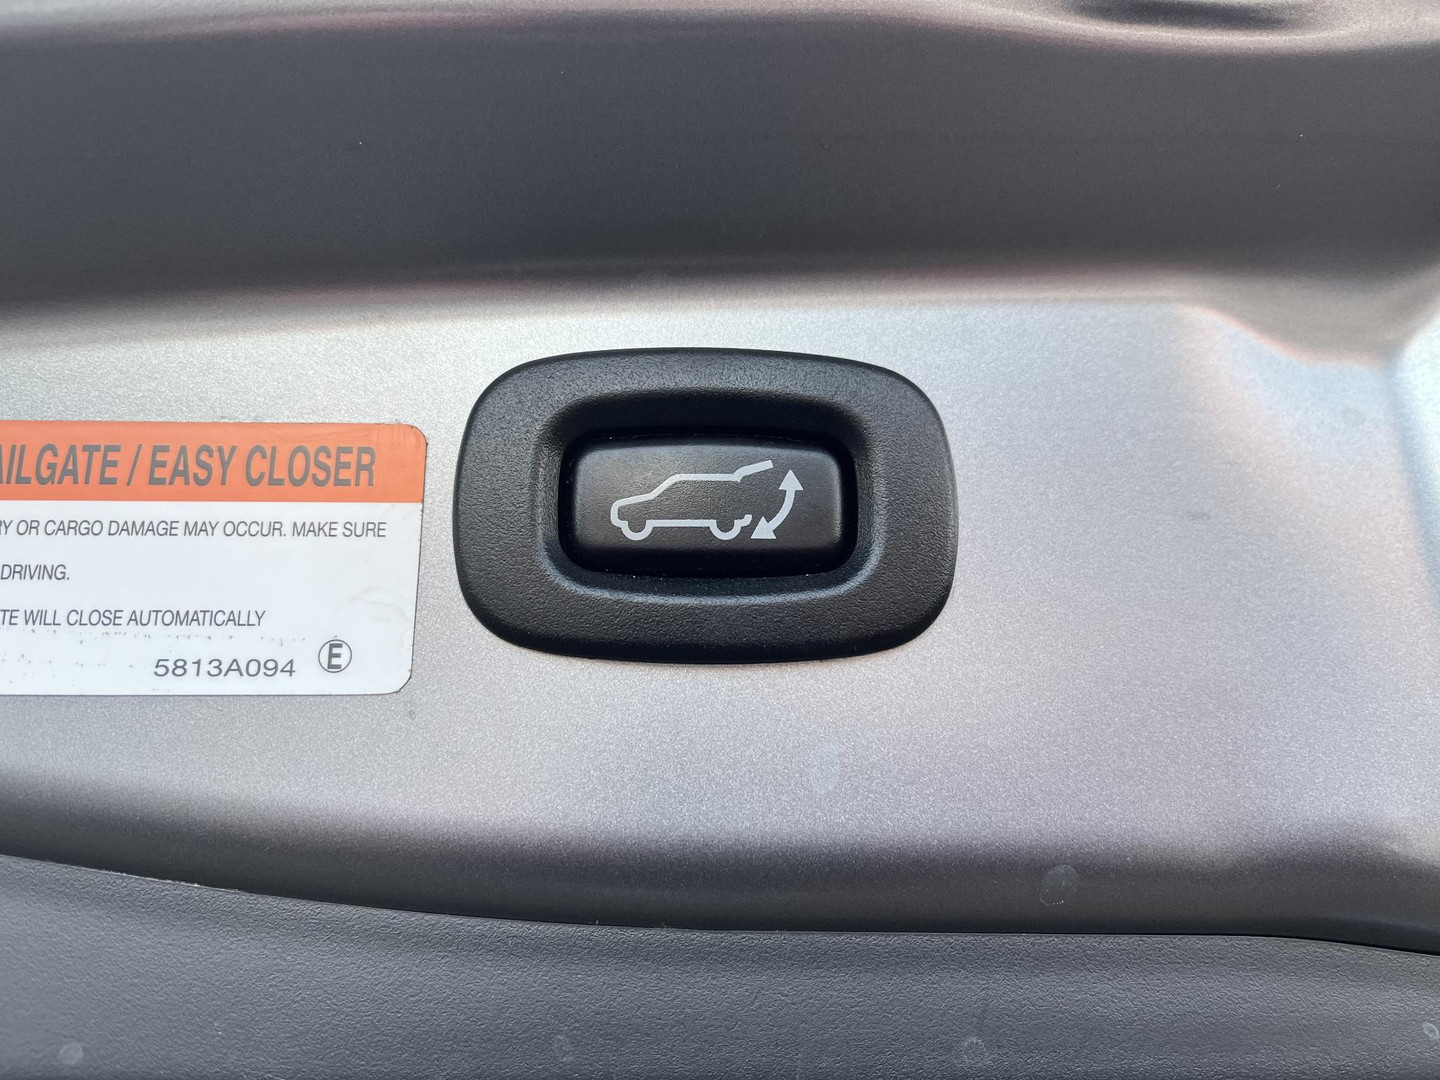 AILGATE / EASY CLOSER
RY OR CARGO DAMAGE MAY OCCUR. MAKE SURE
DRIVING.
TE WILL CLOSE AUTOMATICALLY
5813A094 E